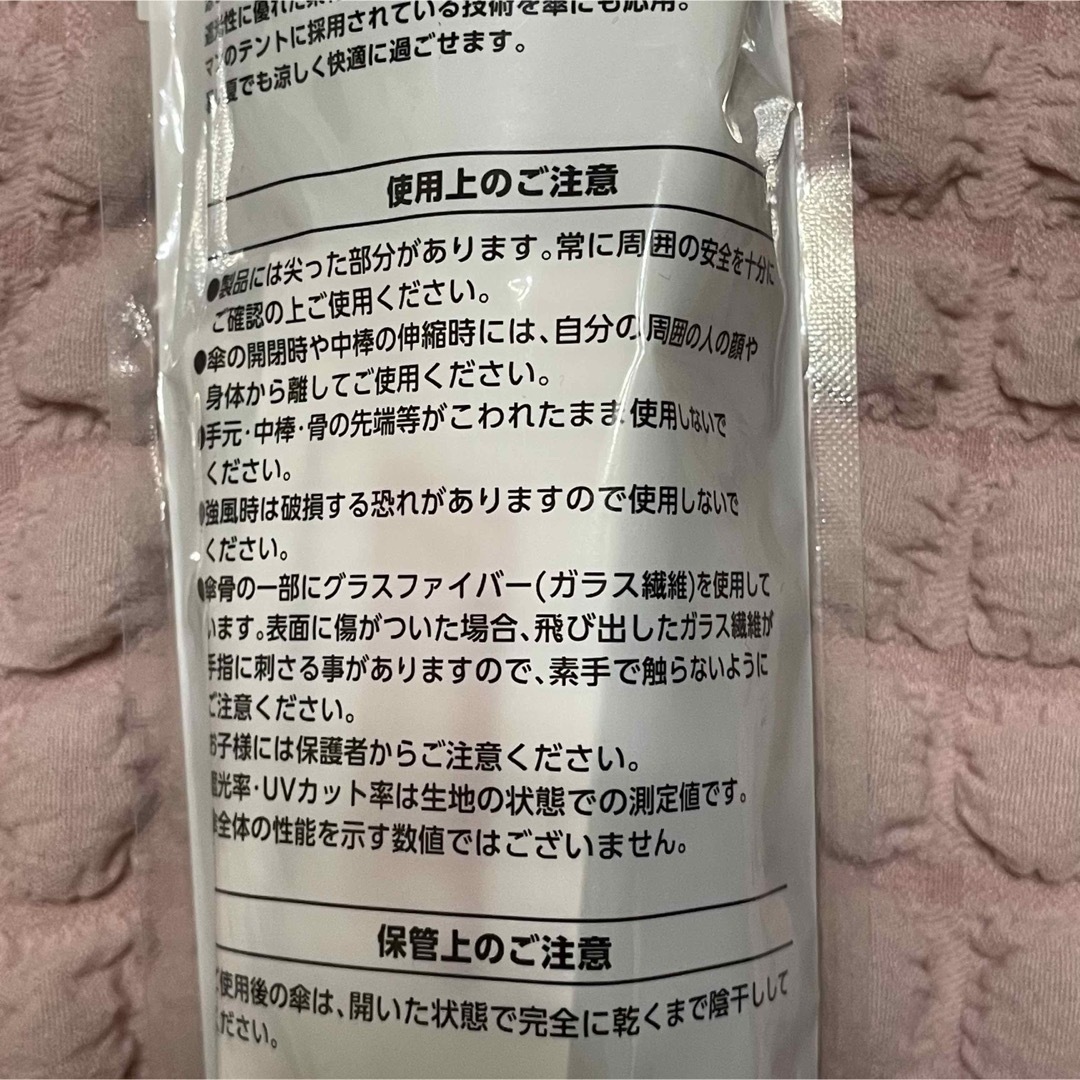 遮光性に優れた素
マンのテントに採用されている技術を傘にも応用。
夏でも涼しく快適に過ごせます。
使用上のご注意
●製品には尖った部分があります。常に周囲の安全を十分に
ご確認の上ご使用ください。
●傘の開閉時や中棒の伸縮時には、自分の周囲の人の顔や
身体から離してご使用ください。
●手元・中棒・骨の先端等がこわれたまま使用しないで
ください。
●強風時は破損する恐れがありますので使用しないで
ください。
●傘骨の一部にグラスファイバー(ガラス繊維)を使用して
います。表面に傷がついた場合、飛び出したガラス繊維が
手指に刺さる事がありますので、素手で触らないように
ご注意ください。
お子様には保護者からご注意ください。
光率・UVカット率は生地の状態での測定値です。
全体の性能を示す数値ではございません。
保管上のご注意
使用後の傘は、開いた状態で完全に乾くまで陰干しして
ください。